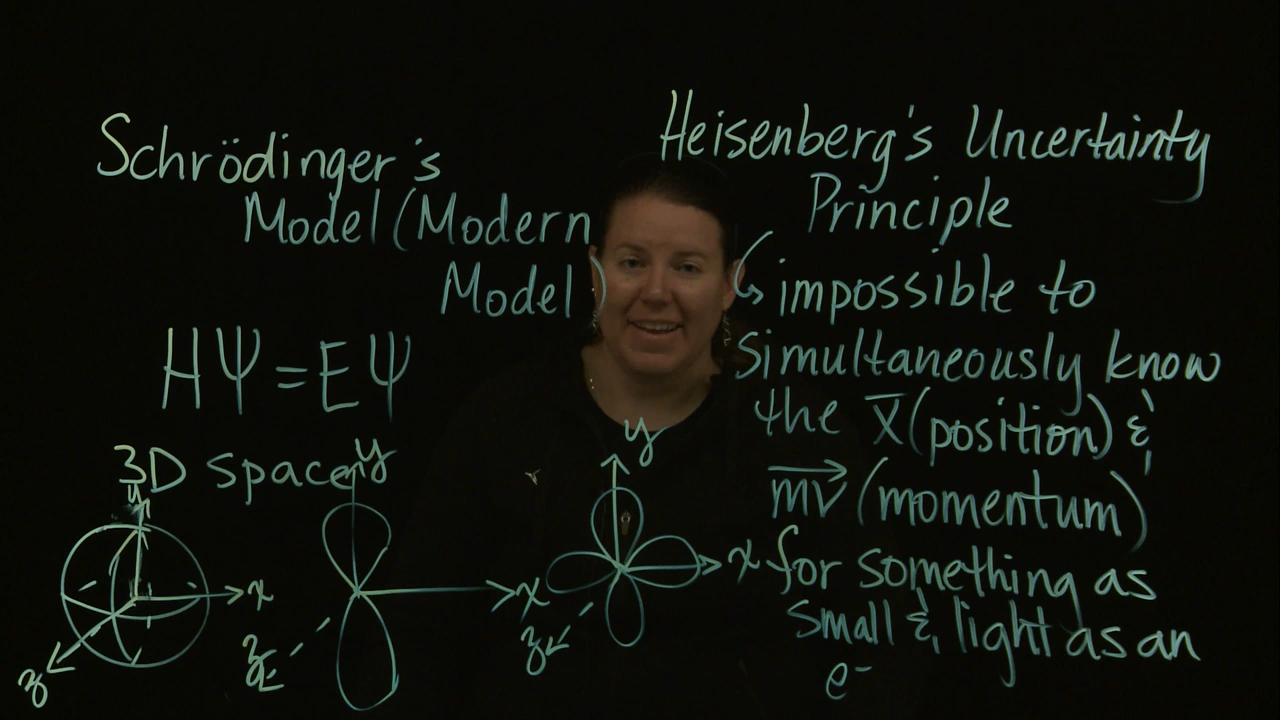 Schrödinger's
Model (Modern
Model)
HΨ = EΨ
3D space
y
x
z
y
x
z
y
x
z
Heisenberg's Uncertainty
Principle
↳ impossible to
simultaneously know
the x̅ (position) &
m͞v⃗ (momentum)
for something as
small & light as an
e⁻